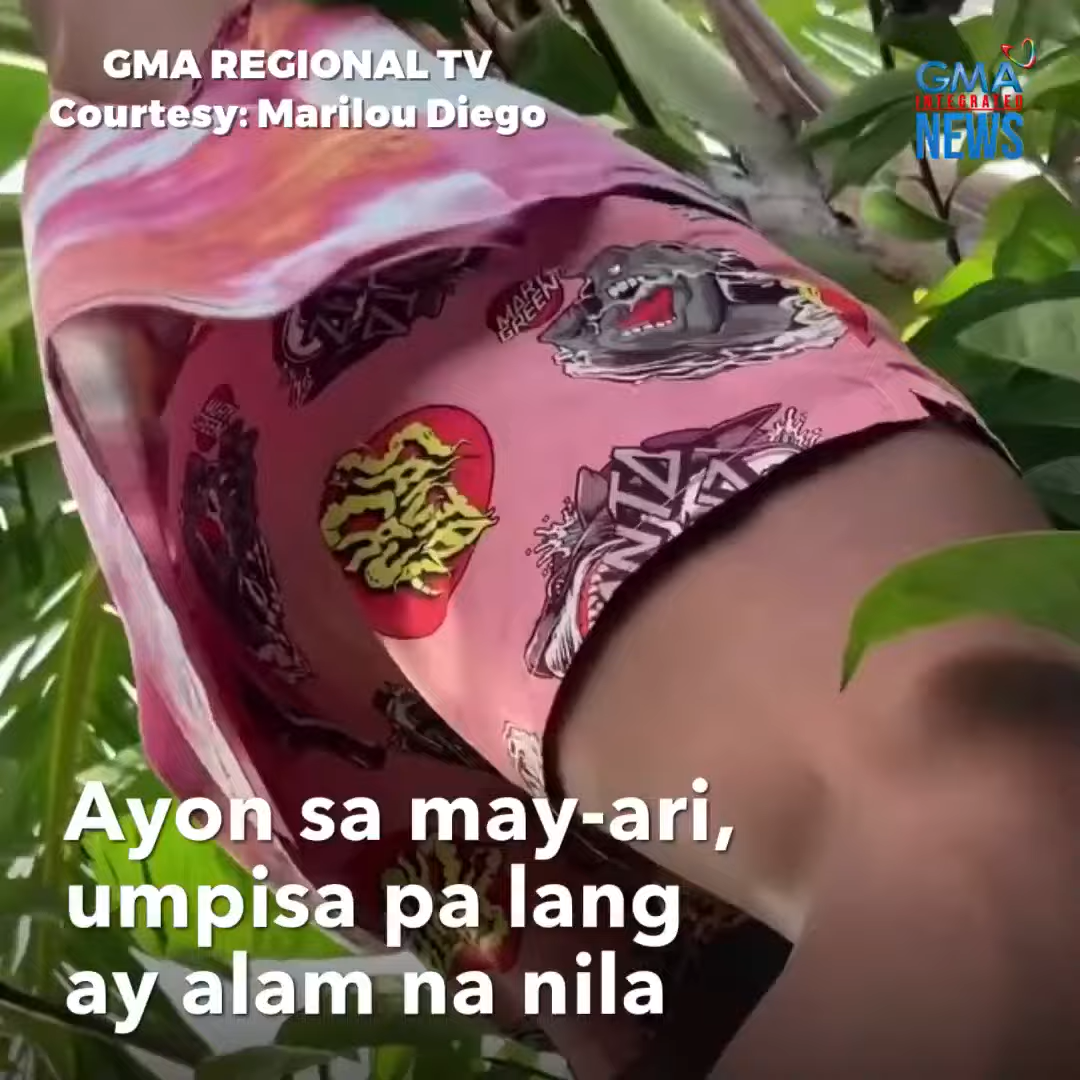 GMA REGIONAL TV
Courtesy: Marilou Diego
GMA
INTEGRATED
NEWS
Ayon sa may-ari,
umpisa pa lang
ay alam na nila